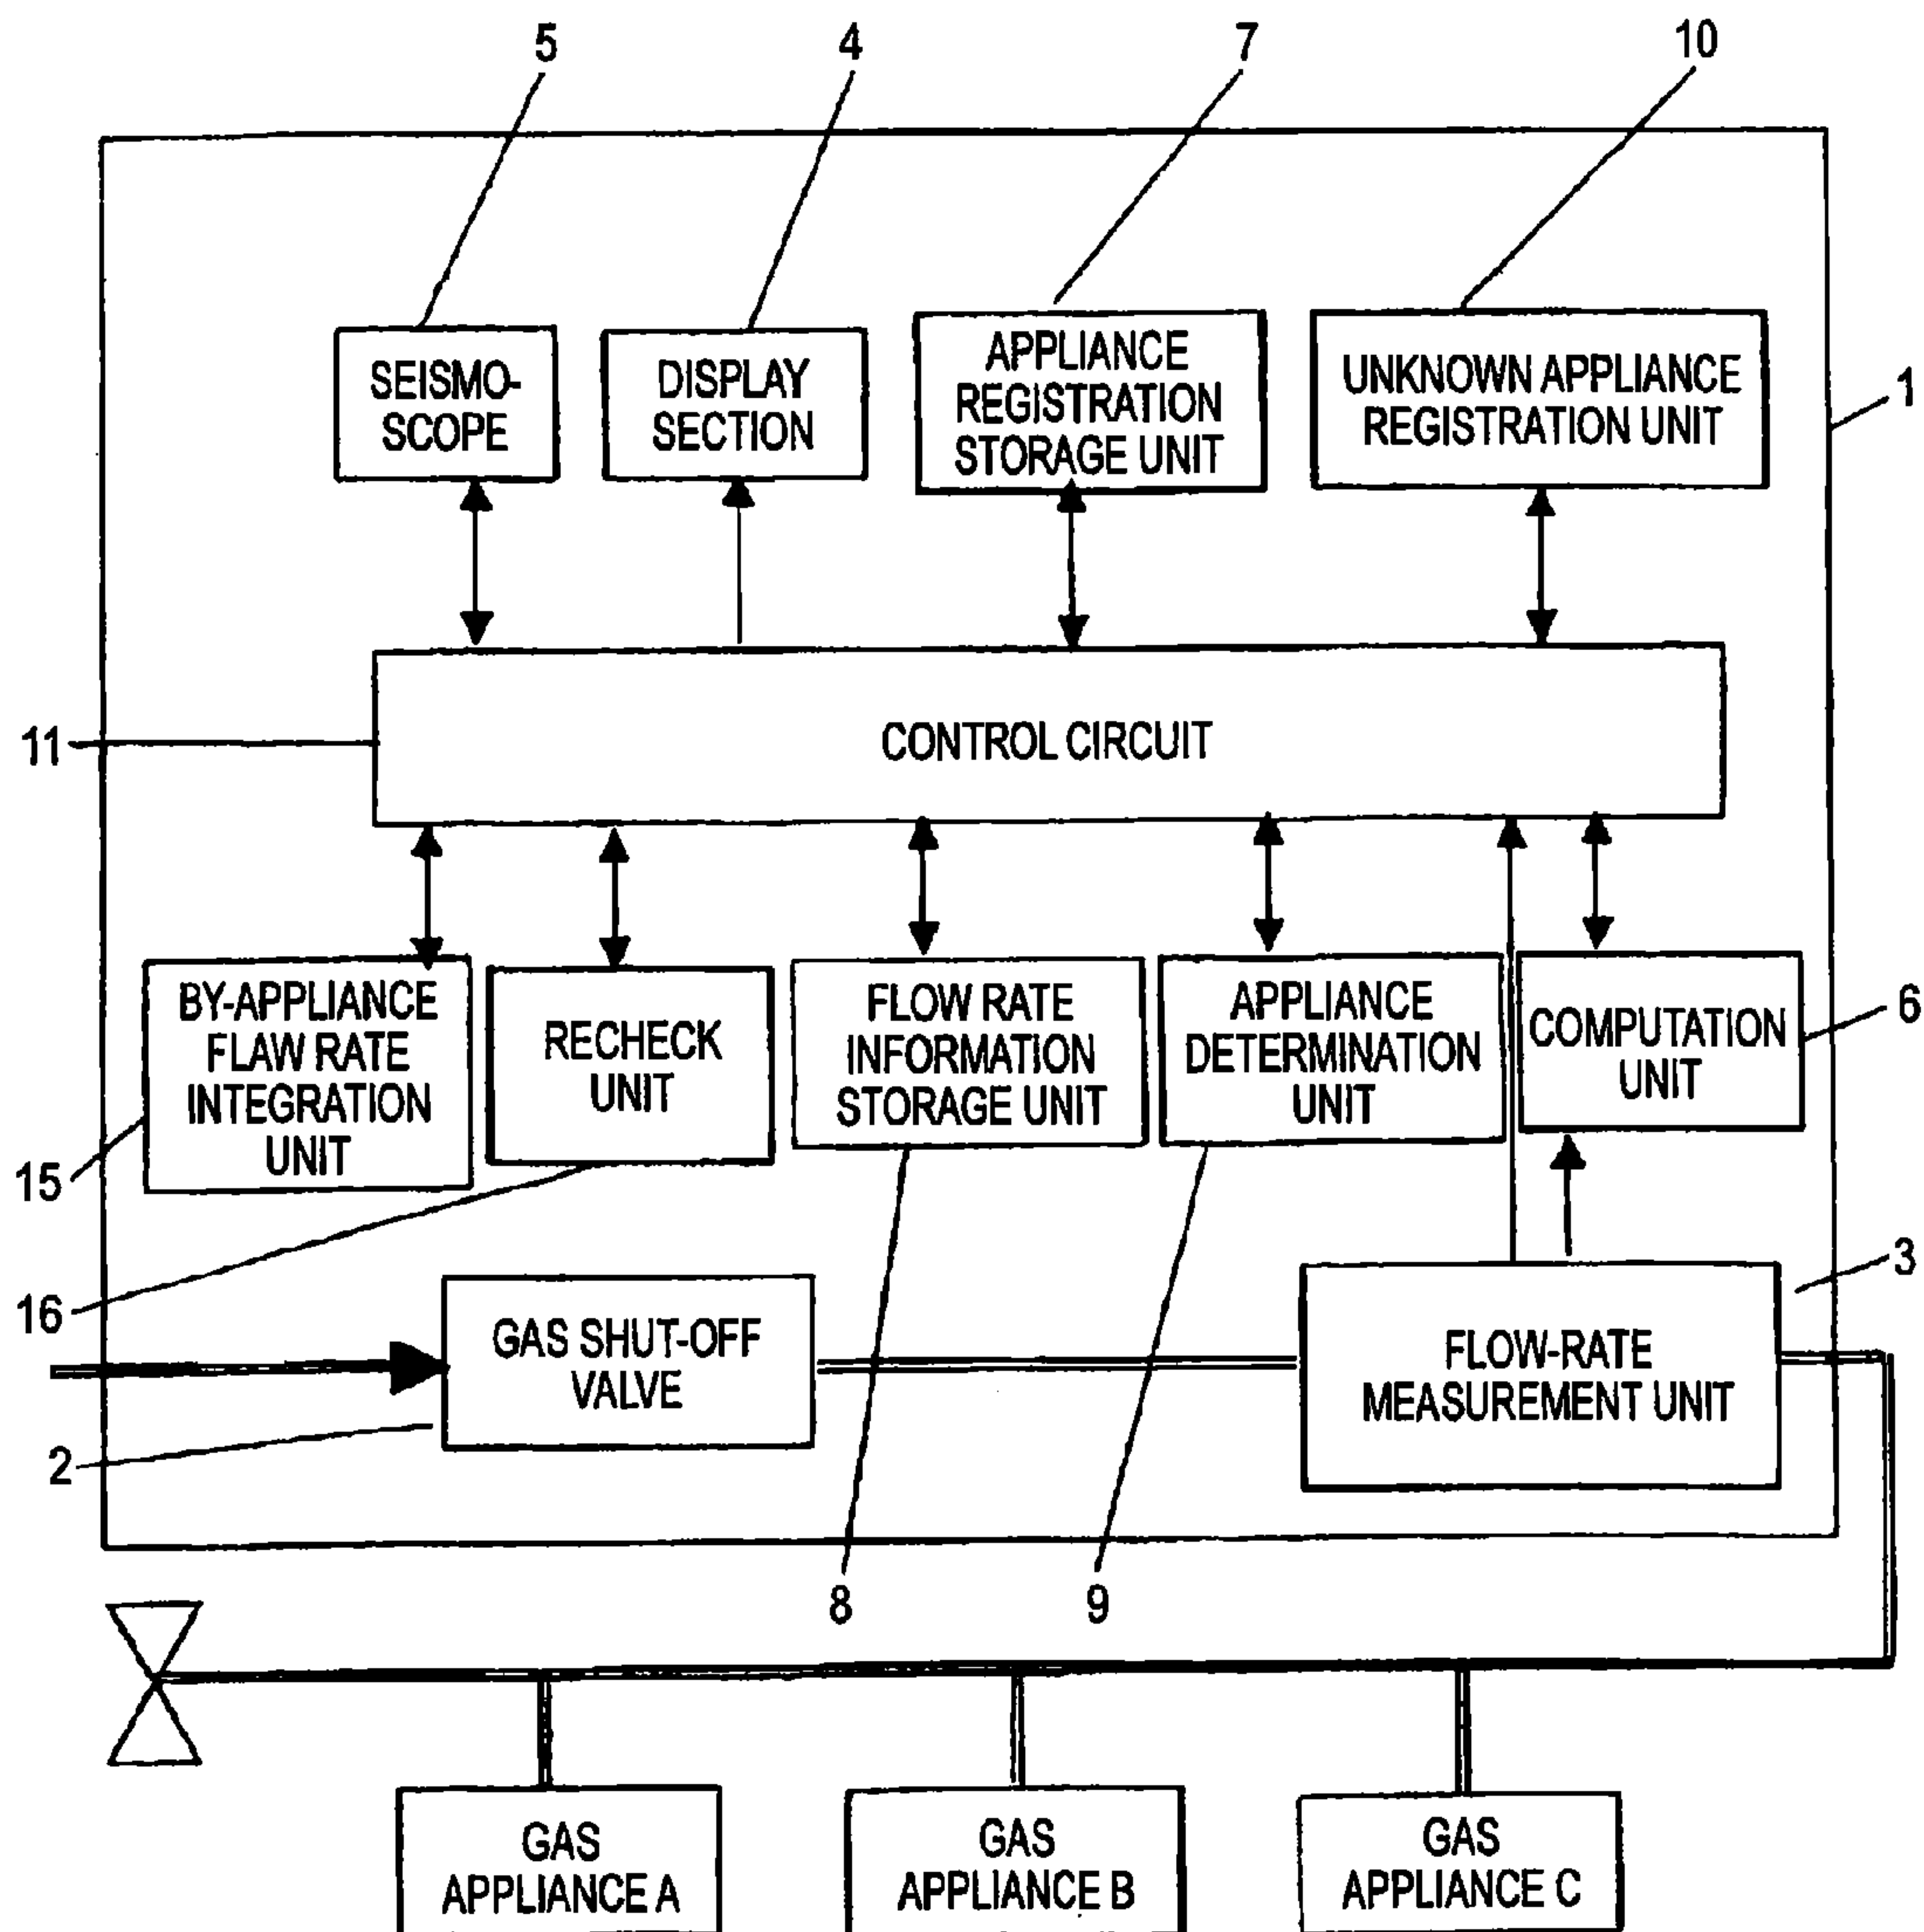 5
4
7
10
SEISMO-
SCOPE
DISPLAY
SECTION
APPLIANCE
REGISTRATION
STORAGE UNIT
UNKNOWN APPLIANCE
REGISTRATION UNIT
1
11
CONTROL CIRCUIT
BY-APPLIANCE
FLAW RATE
INTEGRATION
UNIT
RECHECK
UNIT
FLOW RATE
INFORMATION
STORAGE UNIT
APPLIANCE
DETERMINATION
UNIT
COMPUTATION
UNIT
6
15
16
GAS SHUT-OFF
VALVE
FLOW-RATE
MEASUREMENT UNIT
3
2
8
9
GAS
APPLIANCE A
GAS
APPLIANCE B
GAS
APPLIANCE C